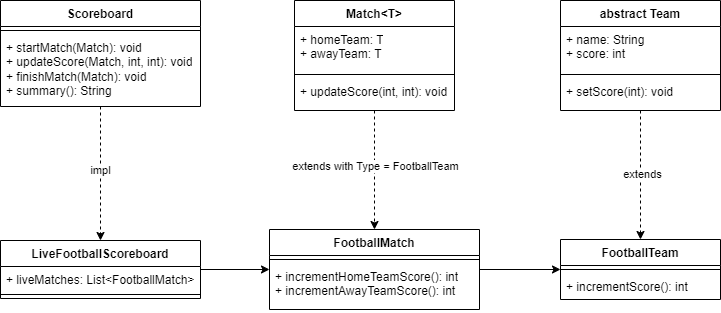 Scoreboard
+ startMatch(Match): void
+ updateScore(Match, int, int): void
+ finishMatch(Match): void
+ summary(): String
Match<T>
+ homeTeam: T
+ awayTeam: T
+ updateScore(int, int): void
abstract Team
+ name: String
+ score: int
+ setScore(int): void
impl
extends with Type = FootballTeam
extends
LiveFootballScoreboard
+ liveMatches: List<FootballMatch>
FootballMatch
+ incrementHomeTeamScore(): int
+ incrementAwayTeamScore(): int
FootballTeam
+ incrementScore(): int